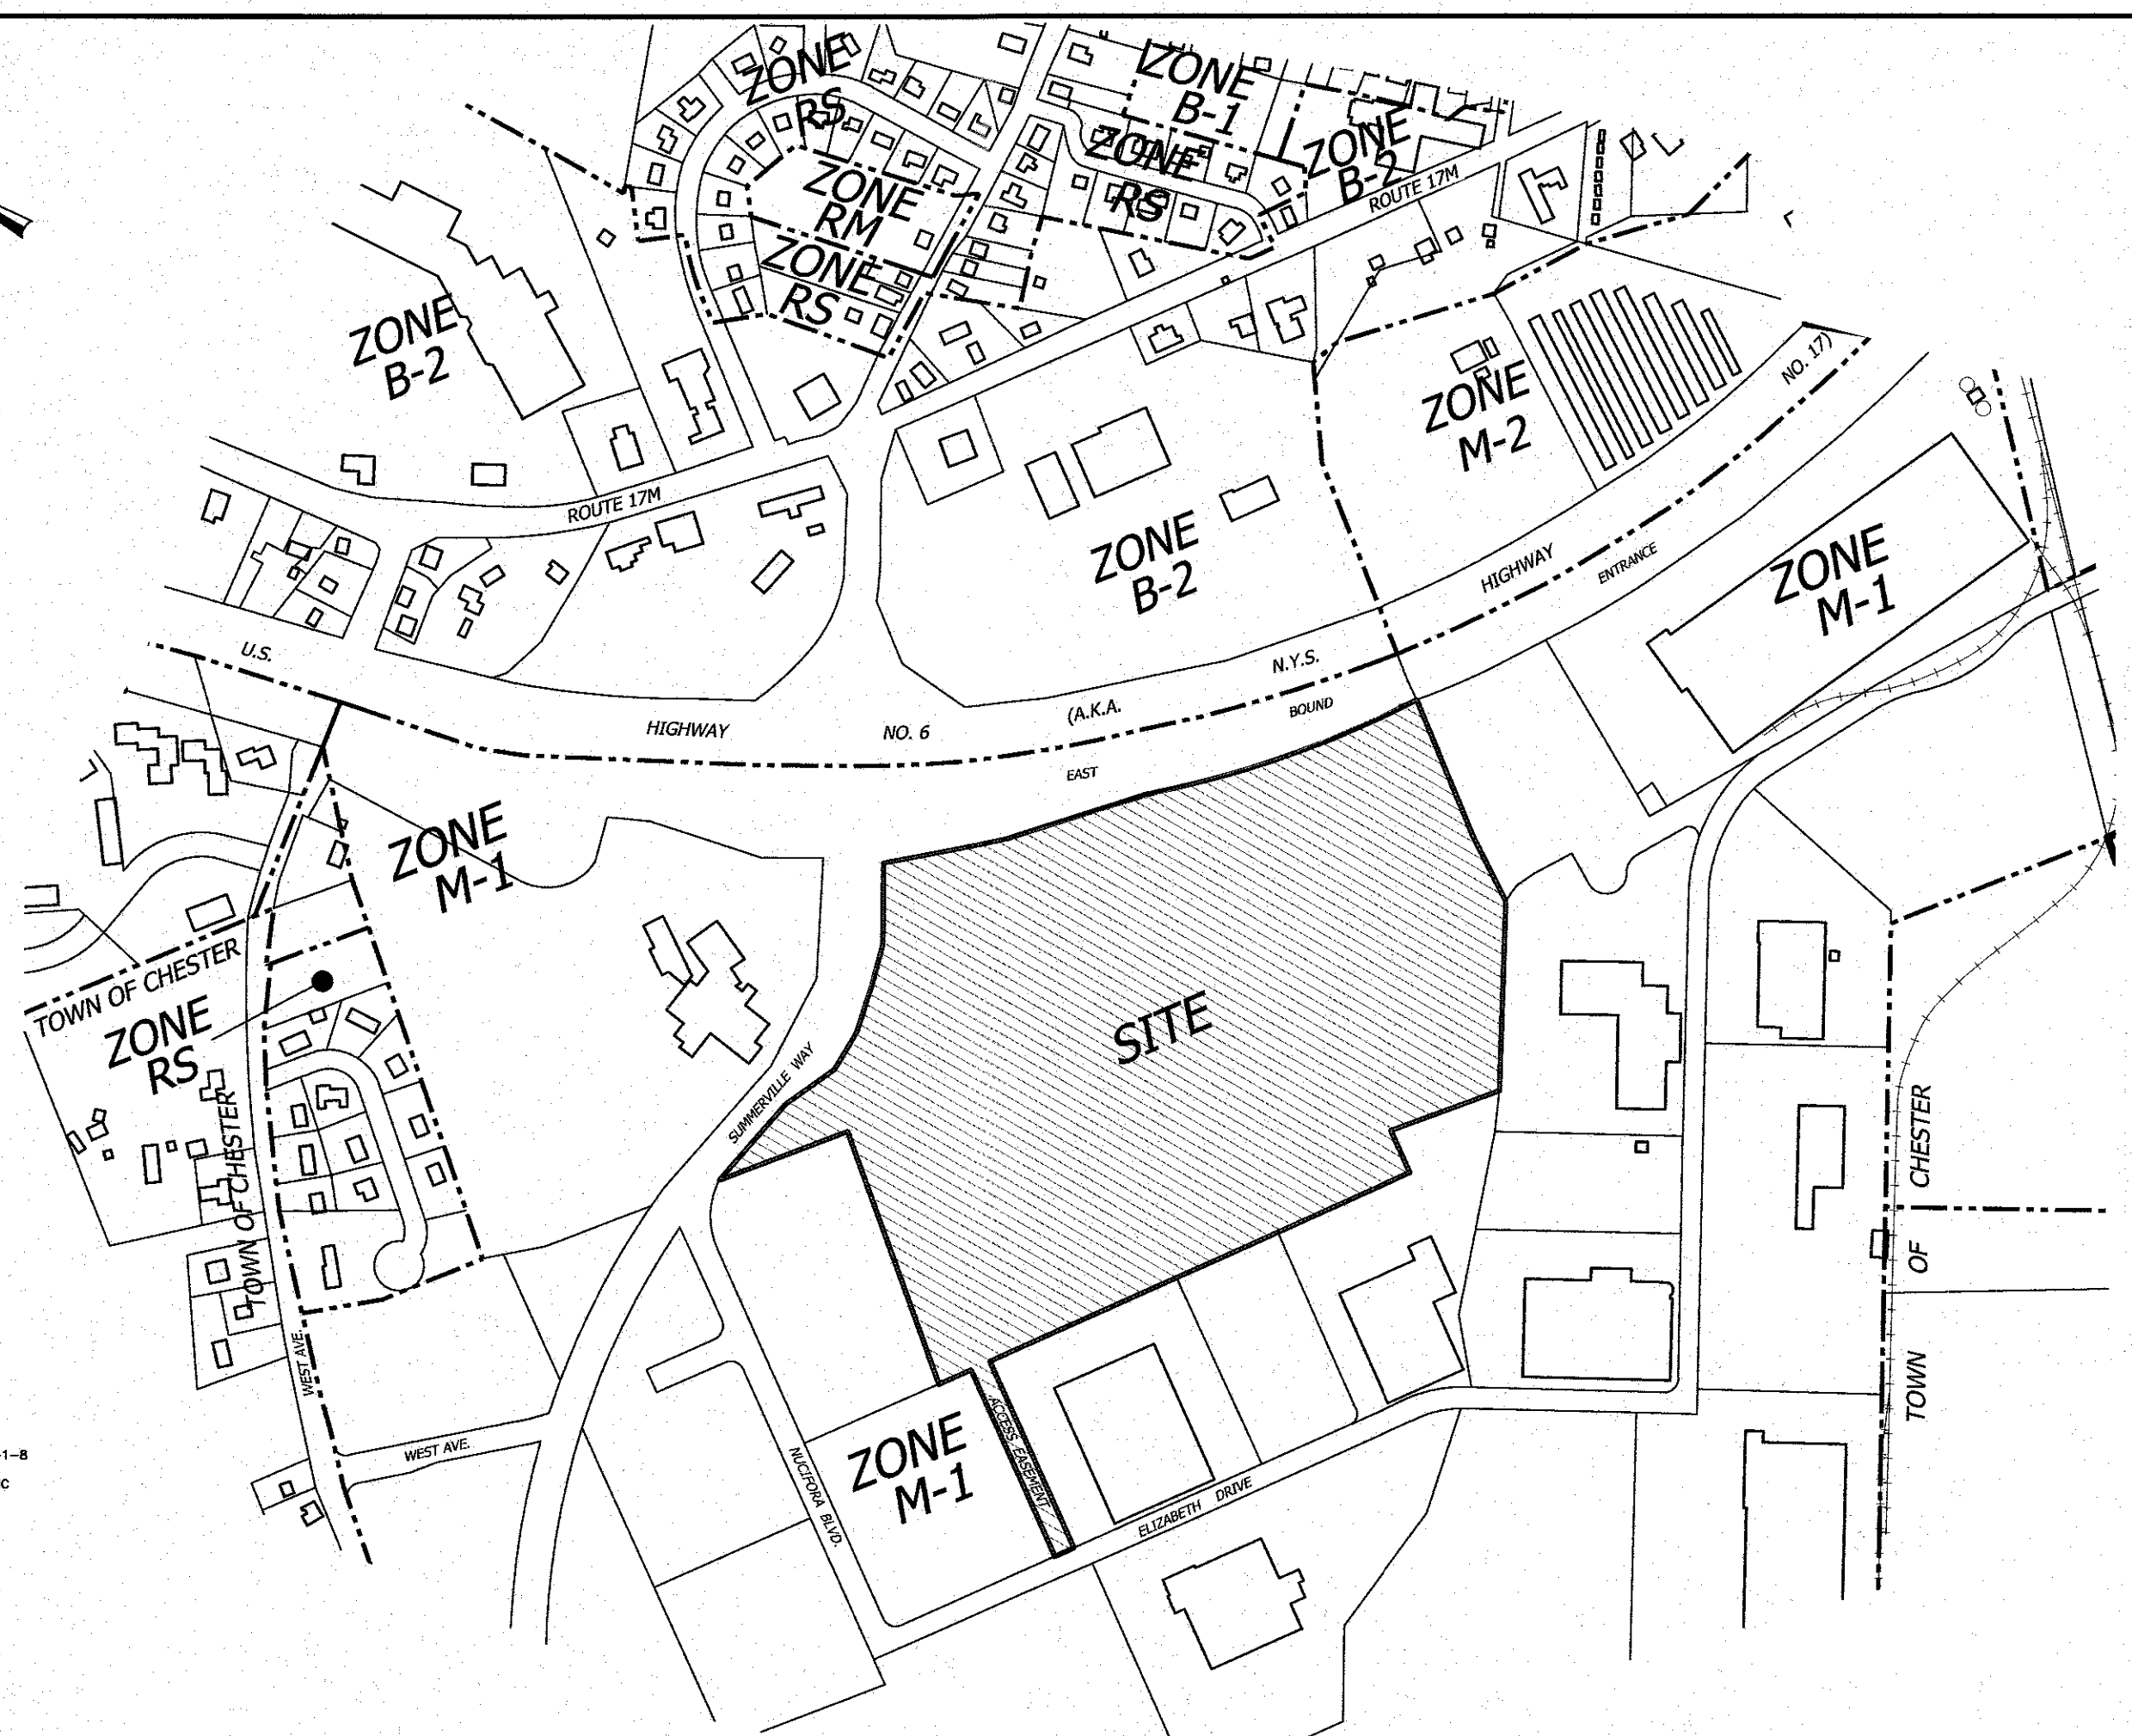 ZONE
RS
ZONE
B-1
ZONE
RS
ZONE
B-2
ROUTE 17M
ZONE
RM
ZONE
RS
ZONE
B-2
ROUTE 17M
ZONE
M-2
NO. 17)
ZONE
B-2
HIGHWAY
ENTRANCE
ZONE
M-1
U.S.
HIGHWAY
NO. 6
(A.K.A.
N.Y.S.
EAST
BOUND
ZONE
M-1
TOWN OF CHESTER
ZONE
RS
TOWN OF CHESTER
SITE
SUMMERVILLE WAY
TOWN OF CHESTER
WEST AVE.
WEST AVE.
NUCIFORA BLVD.
ZONE
M-1
ACCESS EASEMENT
ELIZABETH DRIVE
-1-8
C